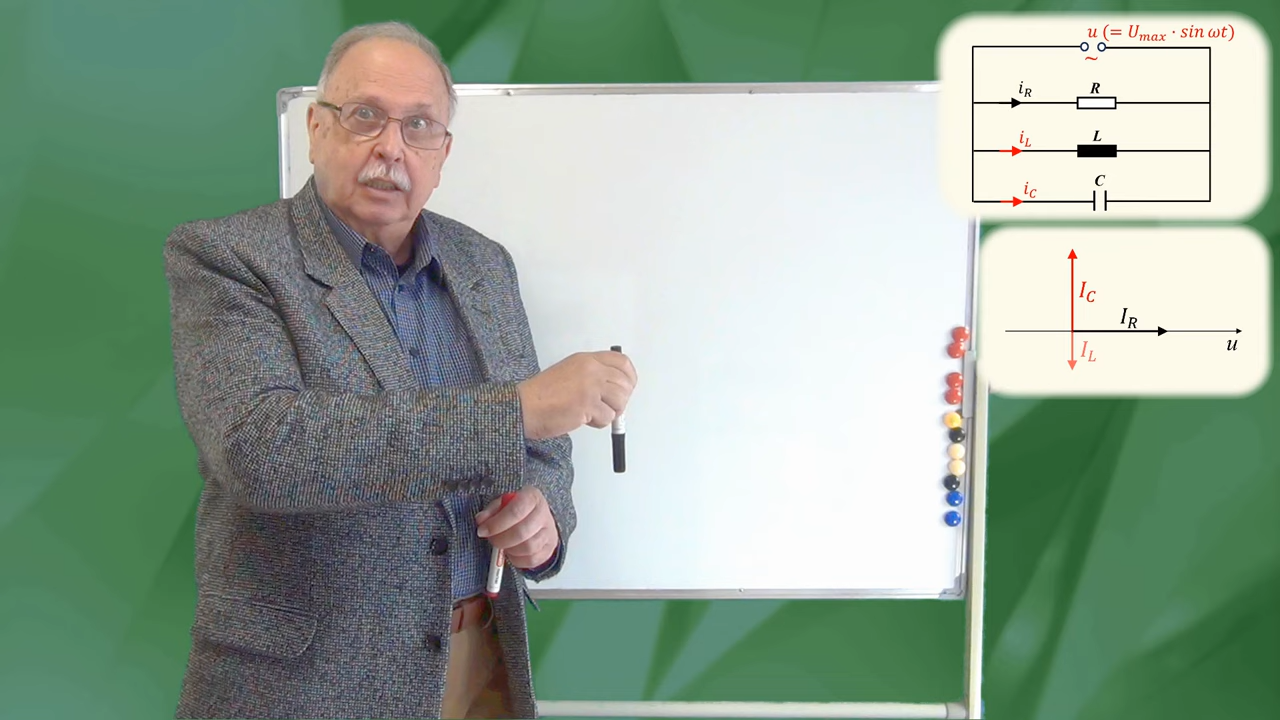 u (= U_max · sin ωt)
~
i_R R
i_L L
i_C C
I_C
I_R
I_L
u